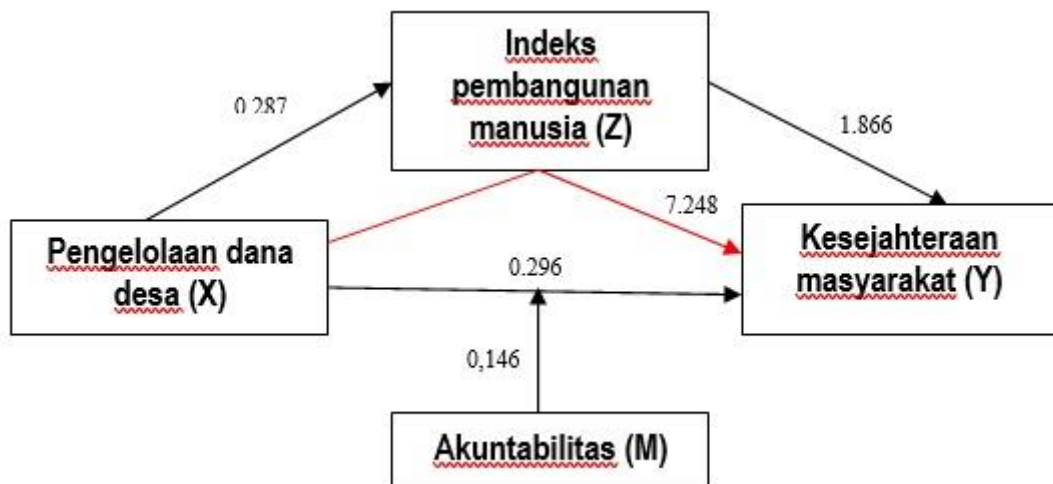 Indeks
pembangunan
manusia (Z)
0.287
1.866
7.248
Pengelolaan dana
desa (X)
0.296
Kesejahteraan
masyarakat (Y)
0,146
Akuntabilitas (M)